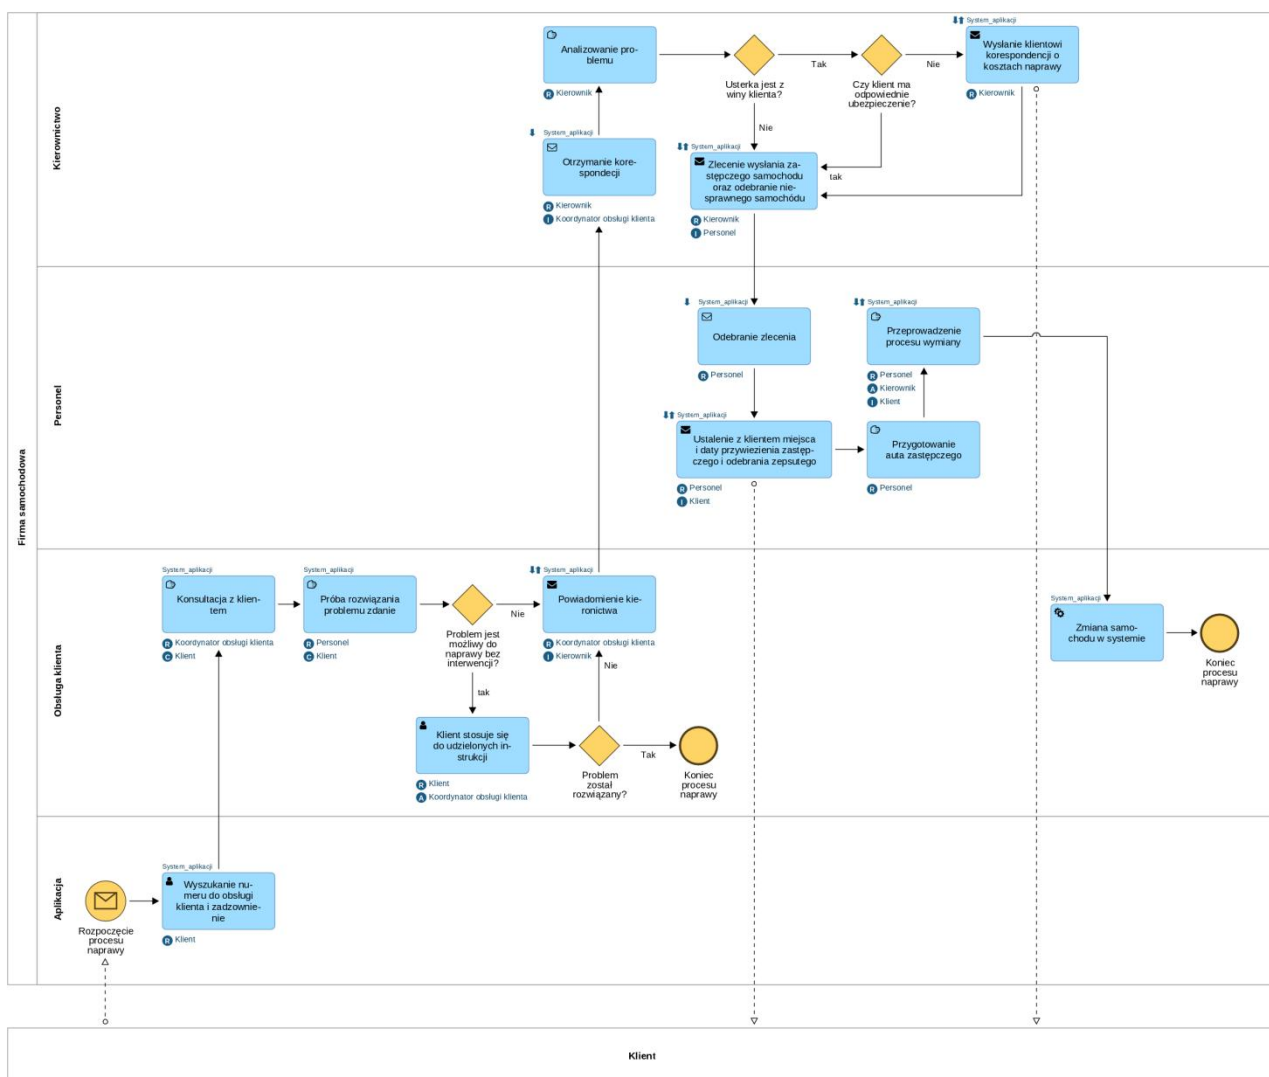 Firma samochodowa
Kierownictwo
Analizowanie pro-
blemu
R Kierownik
Usterka jest z
winy klienta?
Tak
Nie
Czy klient ma
odpowiednie
ubezpieczenie?
Nie
tak
System_aplikacji
Wysłanie klientowi
korespondencji o
kosztach naprawy
R Kierownik
System_aplikacji
Otrzymanie kore-
spondecji
R Kierownik
I Koordynator obsługi klienta
System_aplikacji
Zlecenie wysłania za-
stępczego samochodu
oraz odebranie nie-
sprawnego samochódu
R Kierownik
I Personel
Personel
System_aplikacji
Odebranie zlecenia
R Personel
System_aplikacji
Przeprowadzenie
procesu wymiany
R Personel
A Kierownik
I Klient
System_aplikacji
Ustalenie z klientem miejsca
i daty przywiezienia zastęp-
czego i odebrania zepsutego
R Personel
I Klient
Przygotowanie
auta zastępczego
R Personel
Obsługa klienta
System_aplikacji
Konsultacja z klien-
tem
R Koordynator obsługi klienta
C Klient
System_aplikacji
Próba rozwiązania
problemu zdanie
R Personel
C Klient
Problem jest
możliwy do
naprawy bez
interwencji?
Nie
tak
System_aplikacji
Powiadomienie kie-
ronictwa
R Koordynator obsługi klienta
I Kierownik
Nie
Klient stosuje się
do udzielonych in-
strukcji
R Klient
A Koordynator obsługi klienta
Problem
został
rozwiązany?
Tak
Koniec
procesu
naprawy
System_aplikacji
Zmiana samo-
chodu w systemie
Koniec
procesu
naprawy
Aplikacja
Rozpoczęcie
procesu
naprawy
System_aplikacji
Wyszukanie nu-
meru do obsługi
klienta i zadzownie-
nie
R Klient
Klient